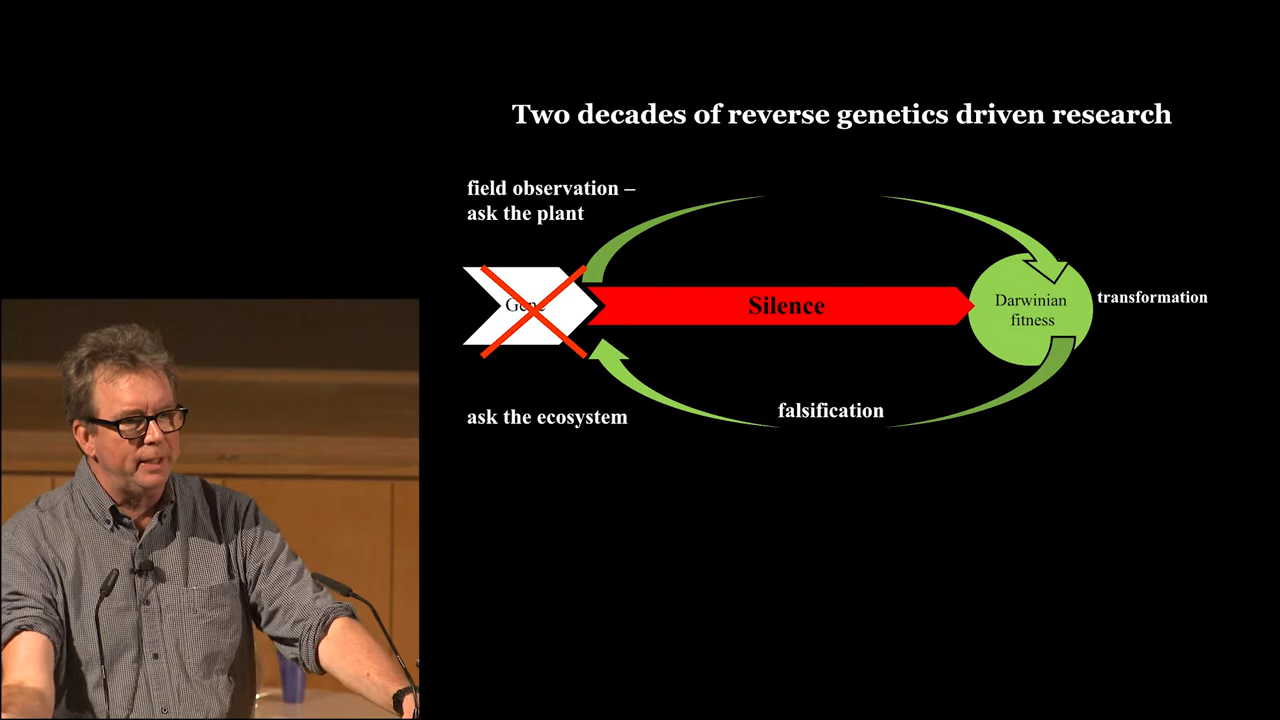 Two decades of reverse genetics driven research
field observation –
ask the plant
Gene
Silence
Darwinian
fitness
transformation
falsification
ask the ecosystem